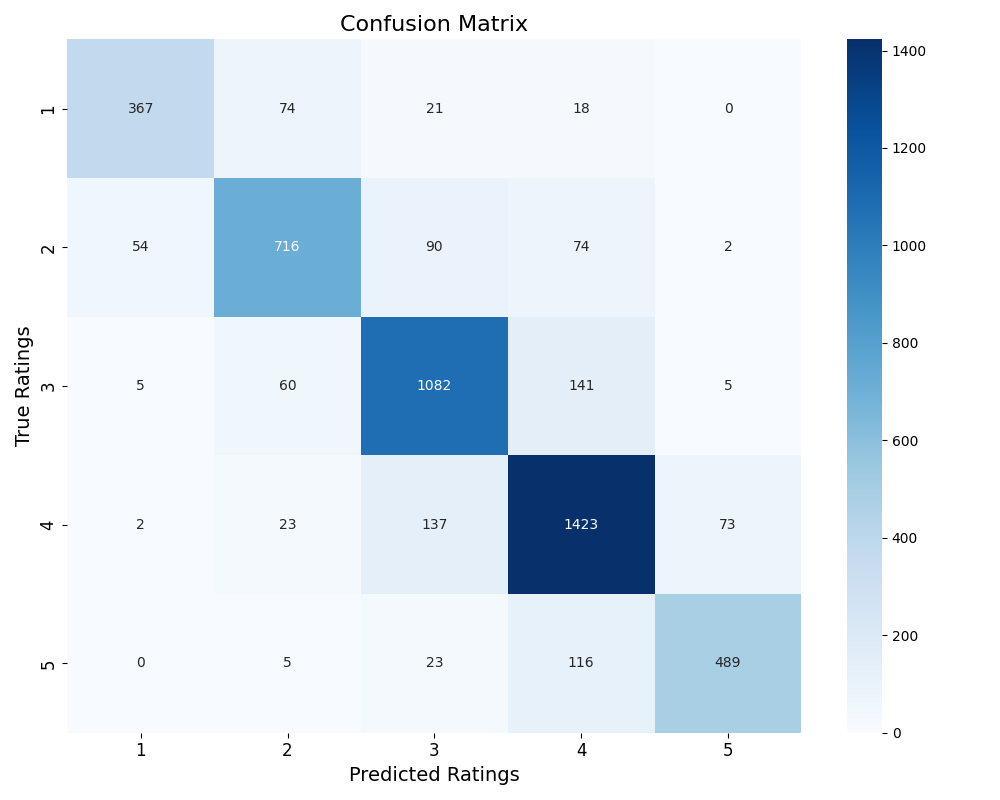 Confusion Matrix
True Ratings
1 367 74 21 18 0
2 54 716 90 74 2
3 5 60 1082 141 5
4 2 23 137 1423 73
5 0 5 23 116 489
1 2 3 4 5
Predicted Ratings
1400
1200
1000
800
600
400
200
0